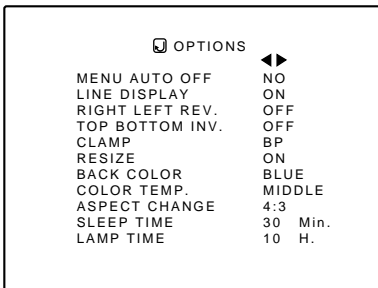 OPTIONS
MENU AUTO OFF NO
LINE DISPLAY ON
RIGHT LEFT REV. OFF
TOP BOTTOM INV. OFF
CLAMP BP
RESIZE ON
BACK COLOR BLUE
COLOR TEMP. MIDDLE
ASPECT CHANGE 4:3
SLEEP TIME 30 Min.
LAMP TIME 10 H.